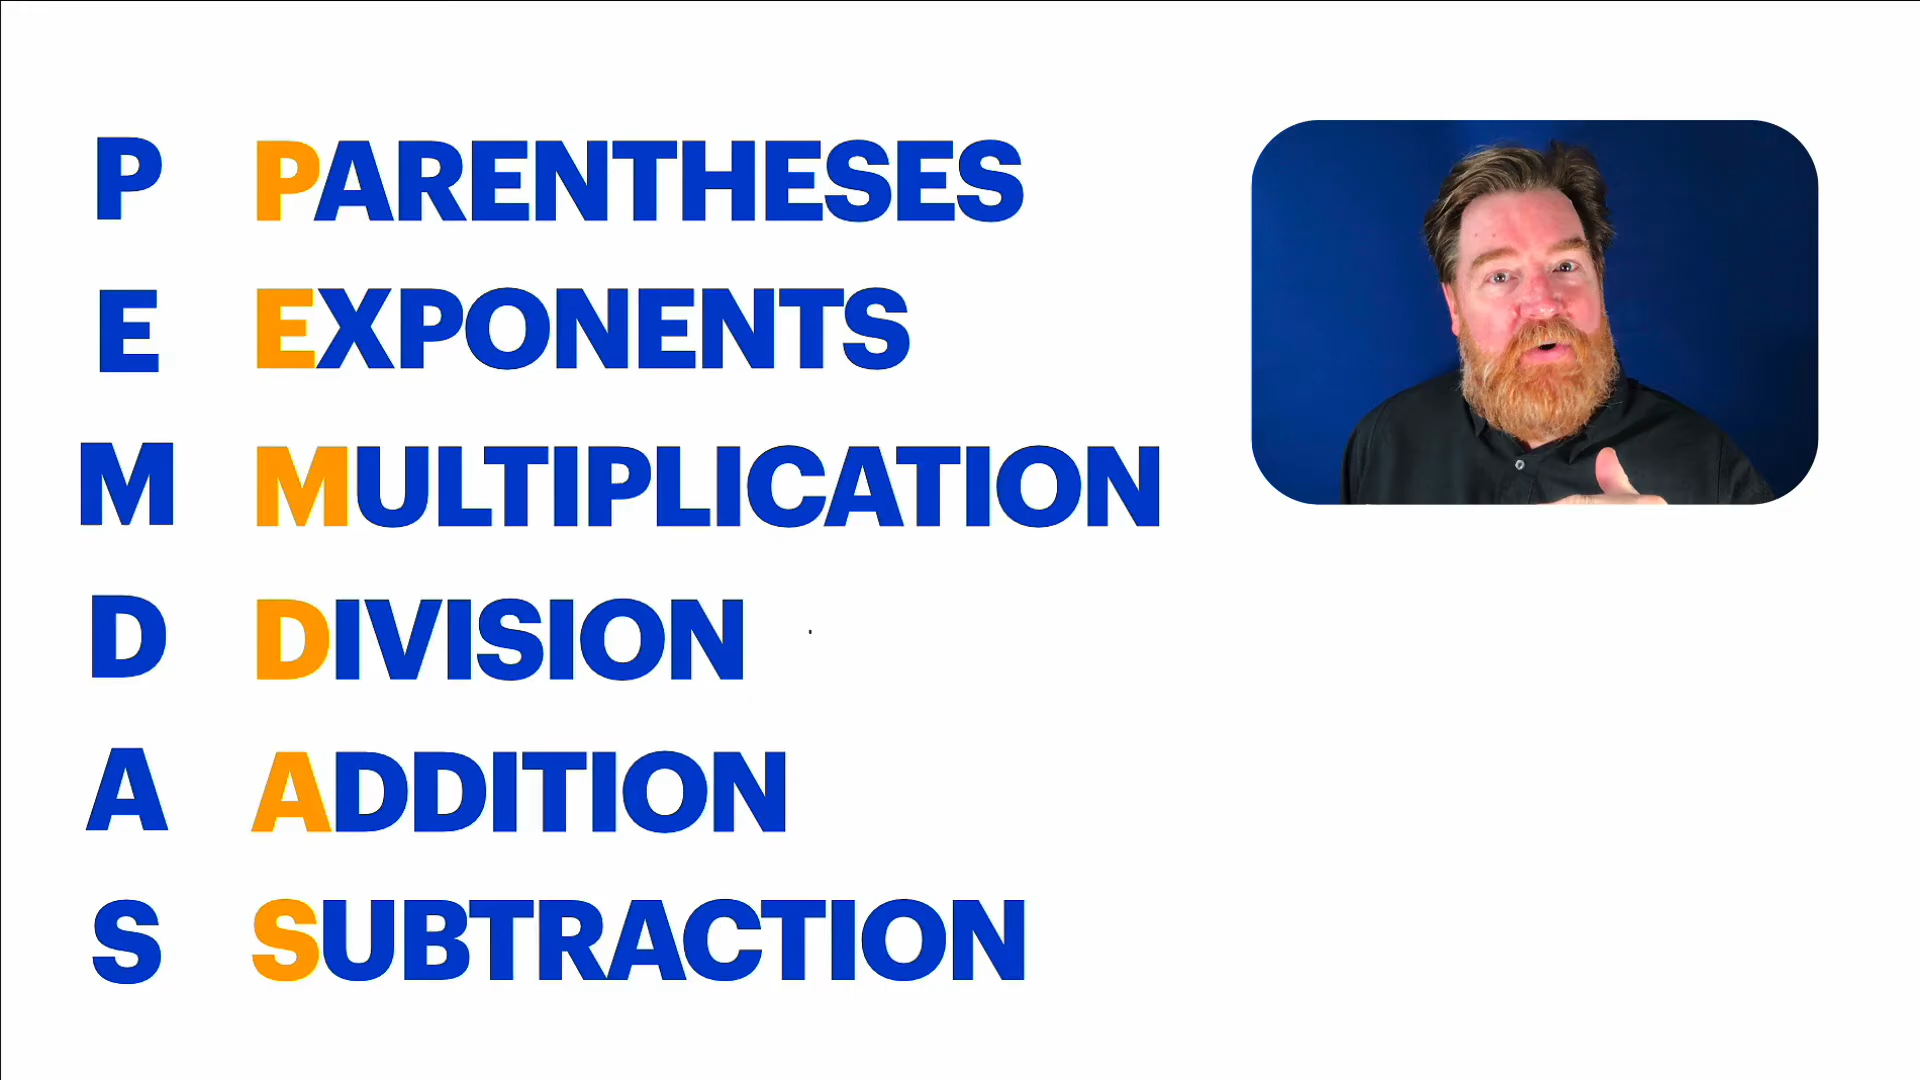 P PARENTHESES
E EXPONENTS
M MULTIPLICATION
D DIVISION
A ADDITION
S SUBTRACTION